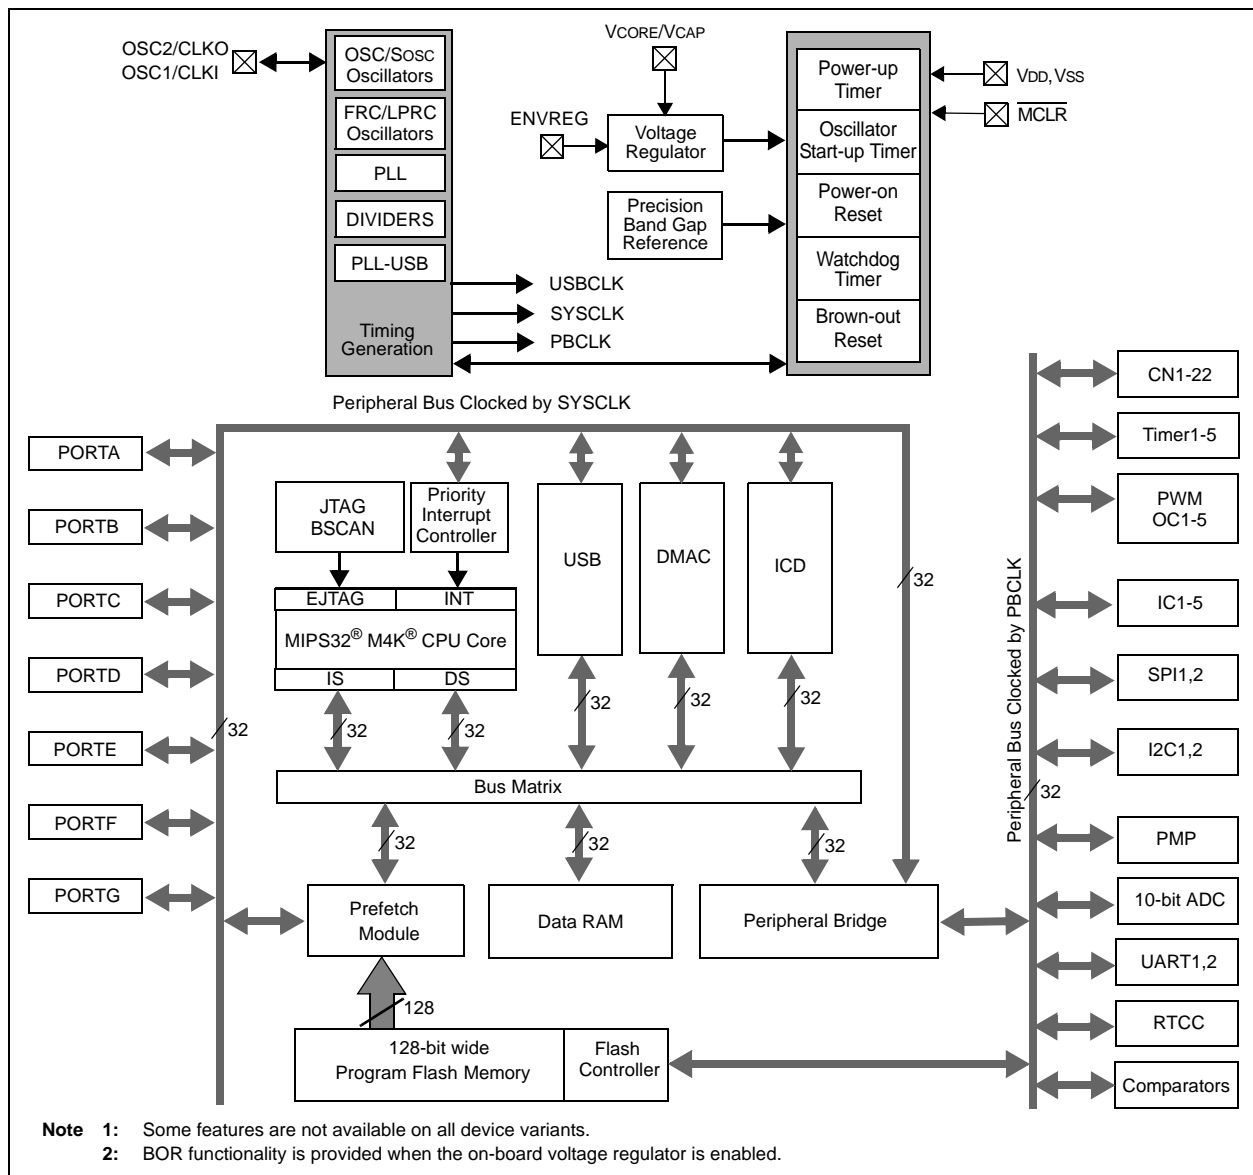 OSC2/CLKO
OSC1/CLKI
OSC/SOSC
Oscillators
FRC/LPRC
Oscillators
PLL
DIVIDERS
PLL-USB
Timing
Generation
USBCLK
SYSCLK
PBCLK
VCORE/VCAP
ENVREG
Voltage
Regulator
Precision
Band Gap
Reference
Power-up
Timer
Oscillator
Start-up Timer
Power-on
Reset
Watchdog
Timer
Brown-out
Reset
VDD, VSS
MCLR
Peripheral Bus Clocked by SYSCLK
PORTA
PORTB
PORTC
PORTD
PORTE
PORTF
PORTG
32
JTAG
BSCAN
Priority
Interrupt
Controller
EJTAG
INT
MIPS32® M4K® CPU Core
IS
DS
USB
DMAC
ICD
32
32
32
32
32
32
Bus Matrix
32
32
32
Prefetch
Module
Data RAM
Peripheral Bridge
128
128-bit wide
Program Flash Memory
Flash
Controller
Peripheral Bus Clocked by PBCLK
32
CN1-22
Timer1-5
PWM
OC1-5
IC1-5
SPI1,2
I2C1,2
PMP
10-bit ADC
UART1,2
RTCC
Comparators
Note 1: Some features are not available on all device variants.
2: BOR functionality is provided when the on-board voltage regulator is enabled.